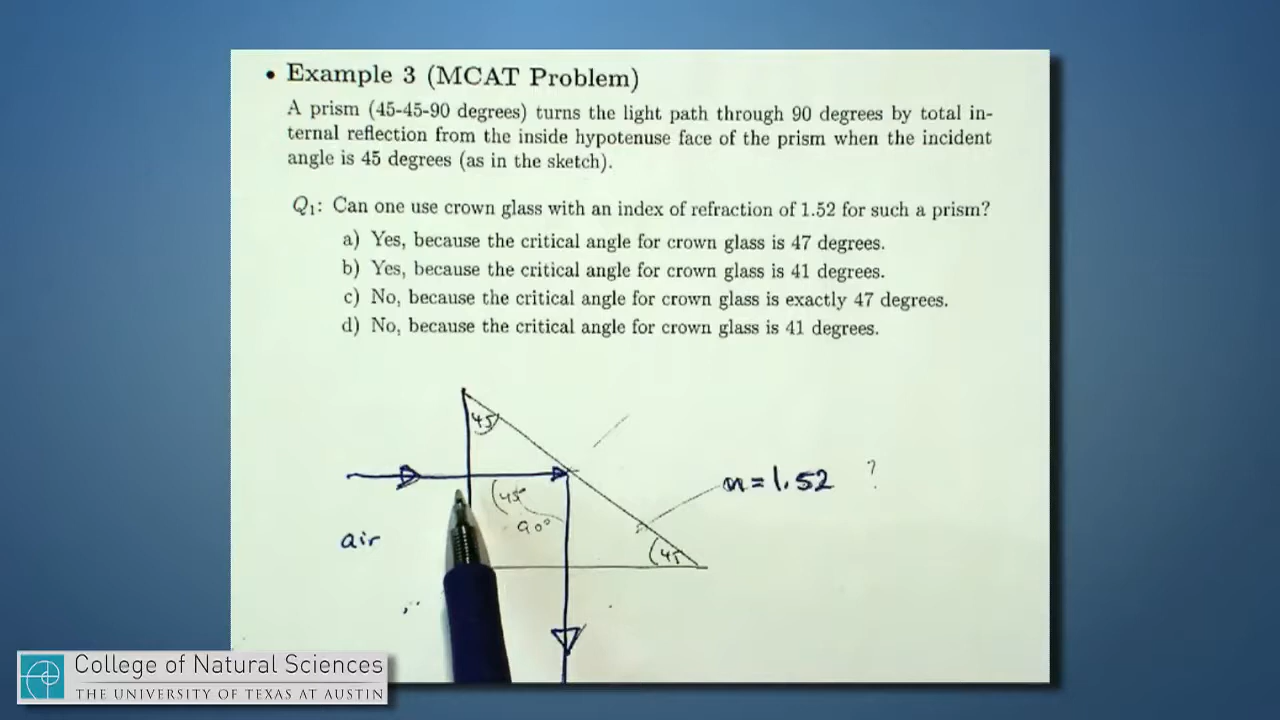 • Example 3 (MCAT Problem)
A prism (45-45-90 degrees) turns the light path through 90 degrees by total in-
ternal reflection from the inside hypotenuse face of the prism when the incident
angle is 45 degrees (as in the sketch).
Q1: Can one use crown glass with an index of refraction of 1.52 for such a prism?
a) Yes, because the critical angle for crown glass is 47 degrees.
b) Yes, because the critical angle for crown glass is 41 degrees.
c) No, because the critical angle for crown glass is exactly 47 degrees.
d) No, because the critical angle for crown glass is 41 degrees.
45
n = 1.52 ?
45°
90°
air
45
College of Natural Sciences
THE UNIVERSITY OF TEXAS AT AUSTIN